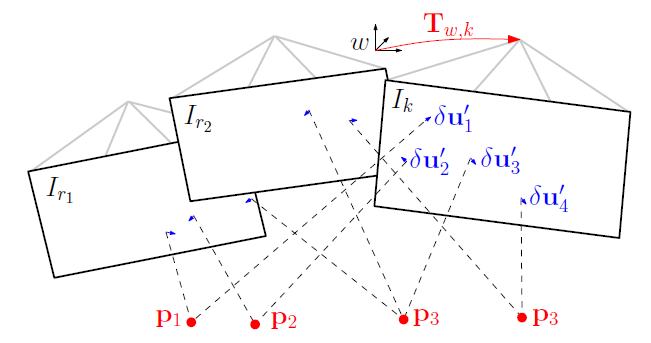 w
T_{w,k}
I_{r_2}
I_k
δu′_1
δu′_2
δu′_3
I_{r_1}
δu′_4
p_1
p_2
p_3
p_3